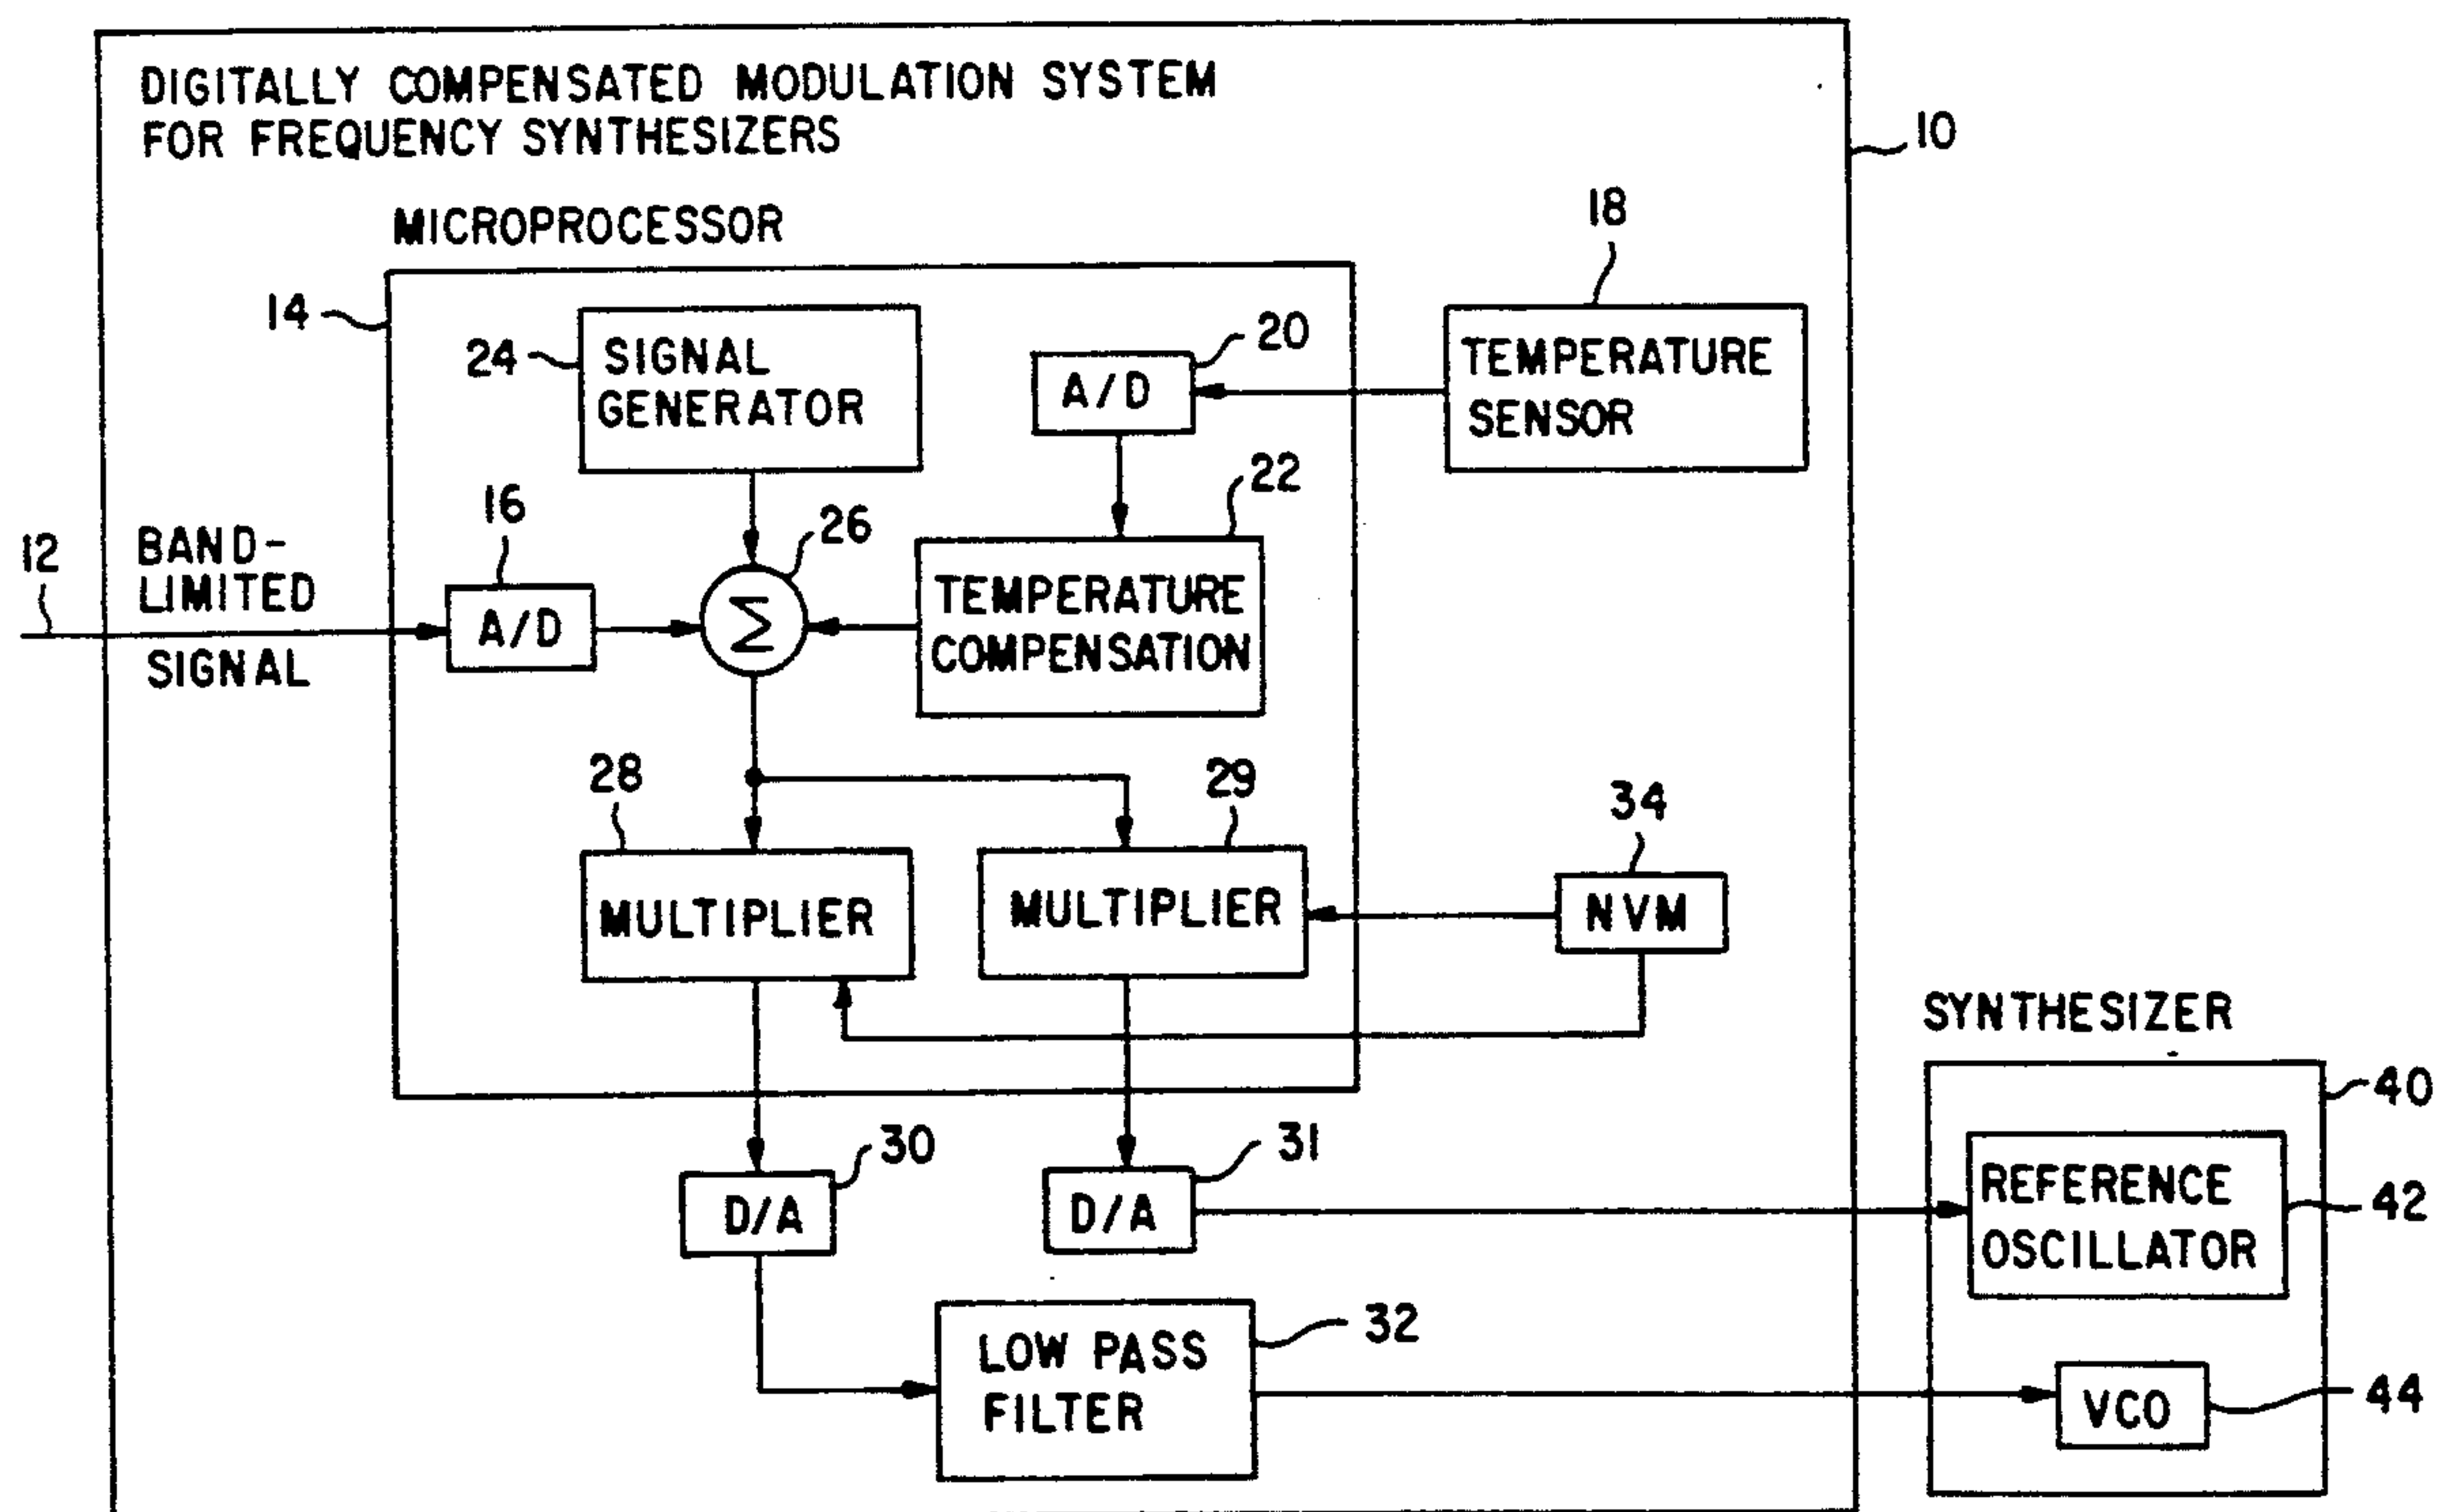 DIGITALLY COMPENSATED MODULATION SYSTEM
FOR FREQUENCY SYNTHESIZERS
10
MICROPROCESSOR
18
14
24
SIGNAL
GENERATOR
20
A/D
TEMPERATURE
SENSOR
16
26
22
12
BAND-
LIMITED
SIGNAL
A/D
Σ
TEMPERATURE
COMPENSATION
28
29
34
MULTIPLIER
MULTIPLIER
NVM
SYNTHESIZER
40
30
31
D/A
D/A
REFERENCE
OSCILLATOR
42
LOW PASS
FILTER
32
VCO
44